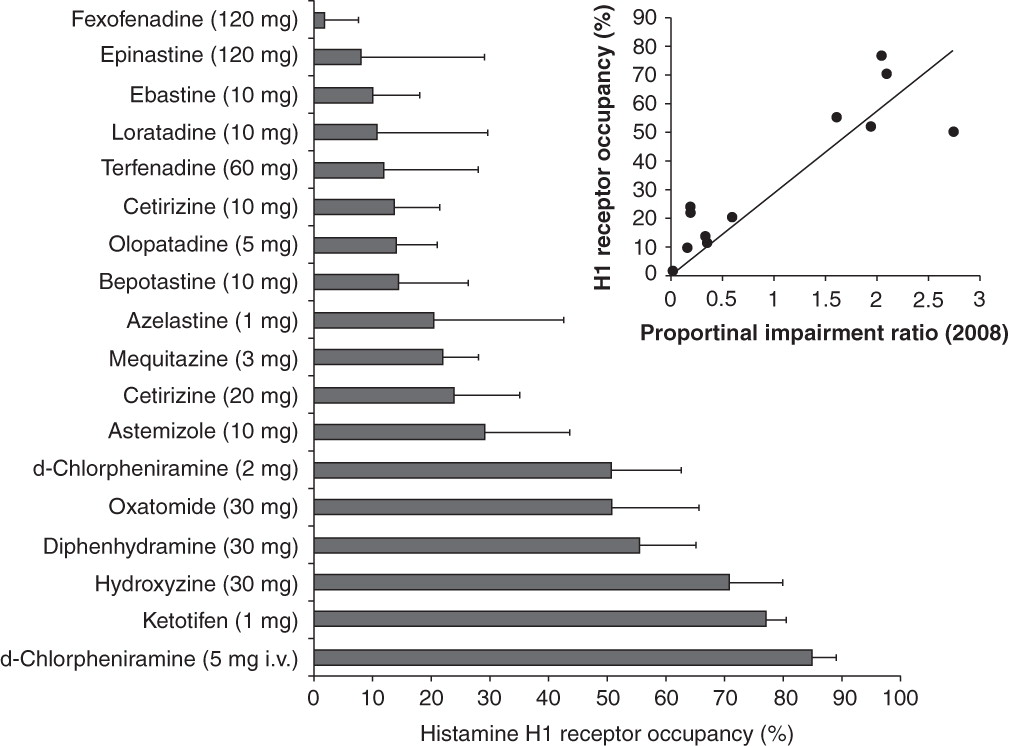 Fexofenadine (120 mg)
Epinastine (120 mg)
Ebastine (10 mg)
Loratadine (10 mg)
Terfenadine (60 mg)
Cetirizine (10 mg)
Olopatadine (5 mg)
Bepotastine (10 mg)
Azelastine (1 mg)
Mequitazine (3 mg)
Cetirizine (20 mg)
Astemizole (10 mg)
d-Chlorpheniramine (2 mg)
Oxatomide (30 mg)
Diphenhydramine (30 mg)
Hydroxyzine (30 mg)
Ketotifen (1 mg)
d-Chlorpheniramine (5 mg i.v.)
0 10 20 30 40 50 60 70 80 90 100
Histamine H1 receptor occupancy (%)
H1 receptor occupancy (%)
90
80
70
60
50
40
30
20
10
0
0 0.5 1 1.5 2 2.5 3
Proportinal impairment ratio (2008)